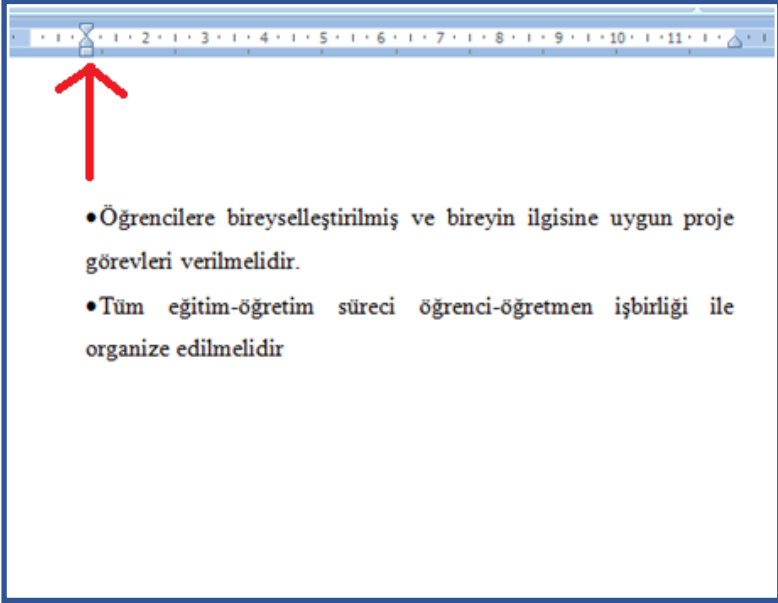 1 2 3 4 5 6 7 8 9 10 11
•Öğrencilere bireyselleştirilmiş ve bireyin ilgisine uygun proje
görevleri verilmelidir.
•Tüm eğitim-öğretim süreci öğrenci-öğretmen işbirliği ile
organize edilmelidir